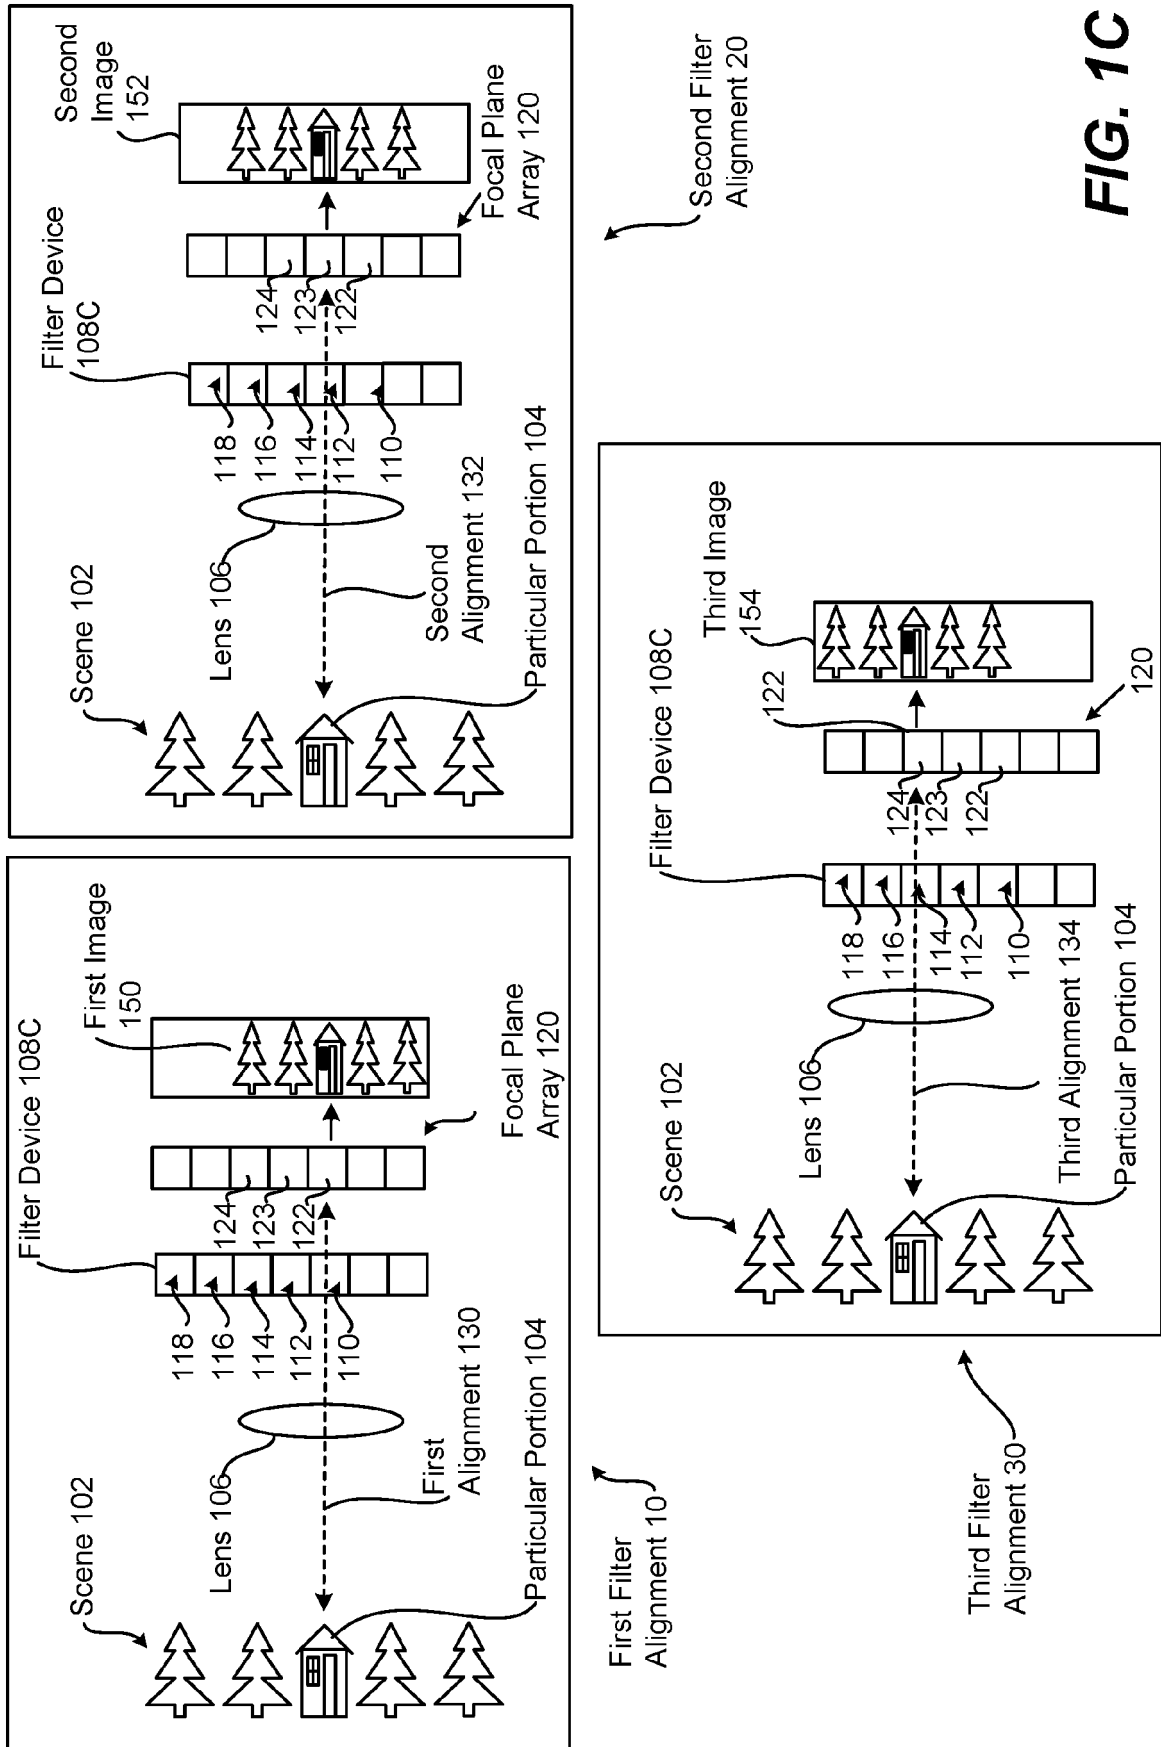 Scene 102
Lens 106
First
Alignment 130
Particular Portion 104
Filter Device 108C
118
116
114
112
110
124
123
122
First Image
150
Focal Plane
Array 120
First Filter
Alignment 10
Scene 102
Lens 106
Second
Alignment 132
Particular Portion 104
Filter Device
108C
118
116
114
112
110
124
123
122
Second
Image
152
Focal Plane
Array 120
Second Filter
Alignment 20
Third Filter
Alignment 30
Scene 102
Lens 106
Third Alignment 134
Particular Portion 104
Filter Device 108C
118
116
114
112
110
122
124
123
122
Third Image
154
120
FIG. 1C